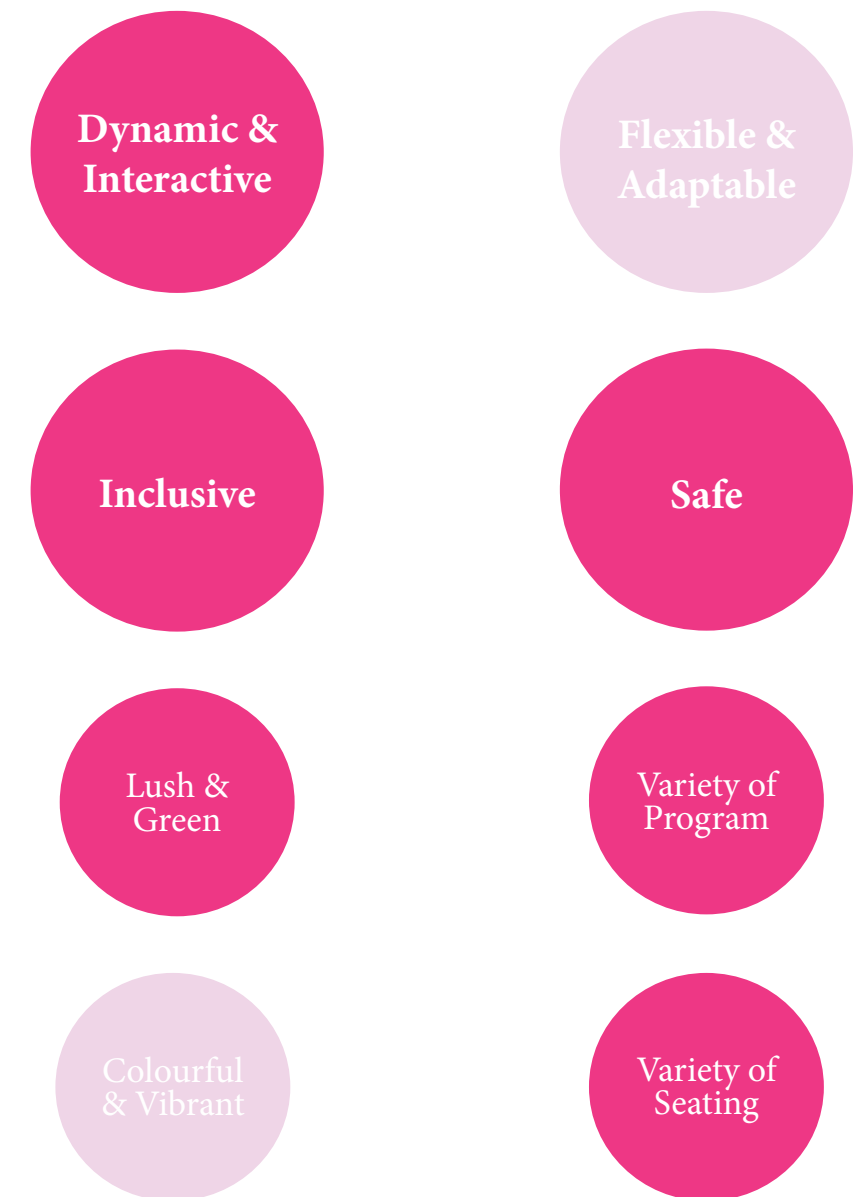 Dynamic &
Interactive
Flexible &
Adaptable
Inclusive
Safe
Lush &
Green
Variety of
Program
Colourful
& Vibrant
Variety of
Seating